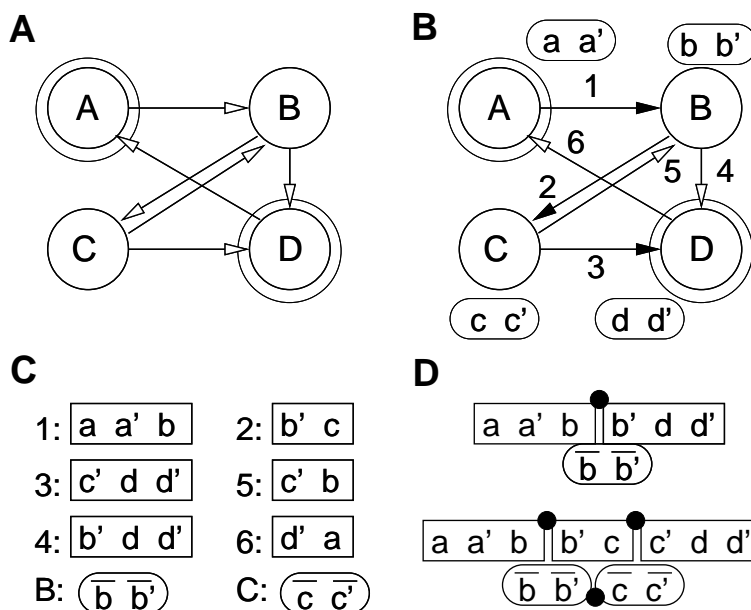 A
A B
C D
B
a a’ b b’
A 1 B
6
2 5 4
C 3 D
c c’ d d’
C
1: a a’ b 2: b’ c
3: c’ d d’ 5: c’ b
4: b’ d d’ 6: d’ a
B: b̅ b̅’ C: c̅ c̅’
D
a a’ b b’ d d’
b̅ b̅’
a a’ b b’ c c’ d d’
b̅ b̅’ c̅ c̅’